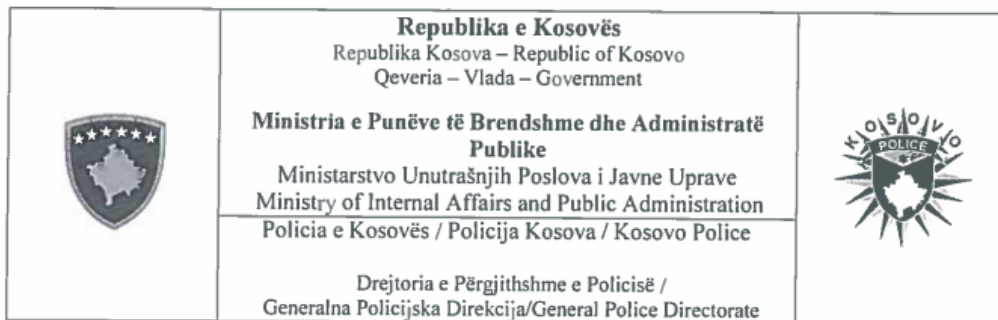 Republika e Kosovës
Republika Kosova – Republic of Kosovo
Qeveria – Vlada – Government
Ministria e Punëve të Brendshme dhe Administratë
Publike
Ministarstvo Unutrašnjih Poslova i Javne Uprave
Ministry of Internal Affairs and Public Administration
Policia e Kosovës / Policija Kosova / Kosovo Police
Drejtoria e Përgjithshme e Policisë /
Generalna Policijska Direkcija/General Police Directorate
KOSOVO
POLICE